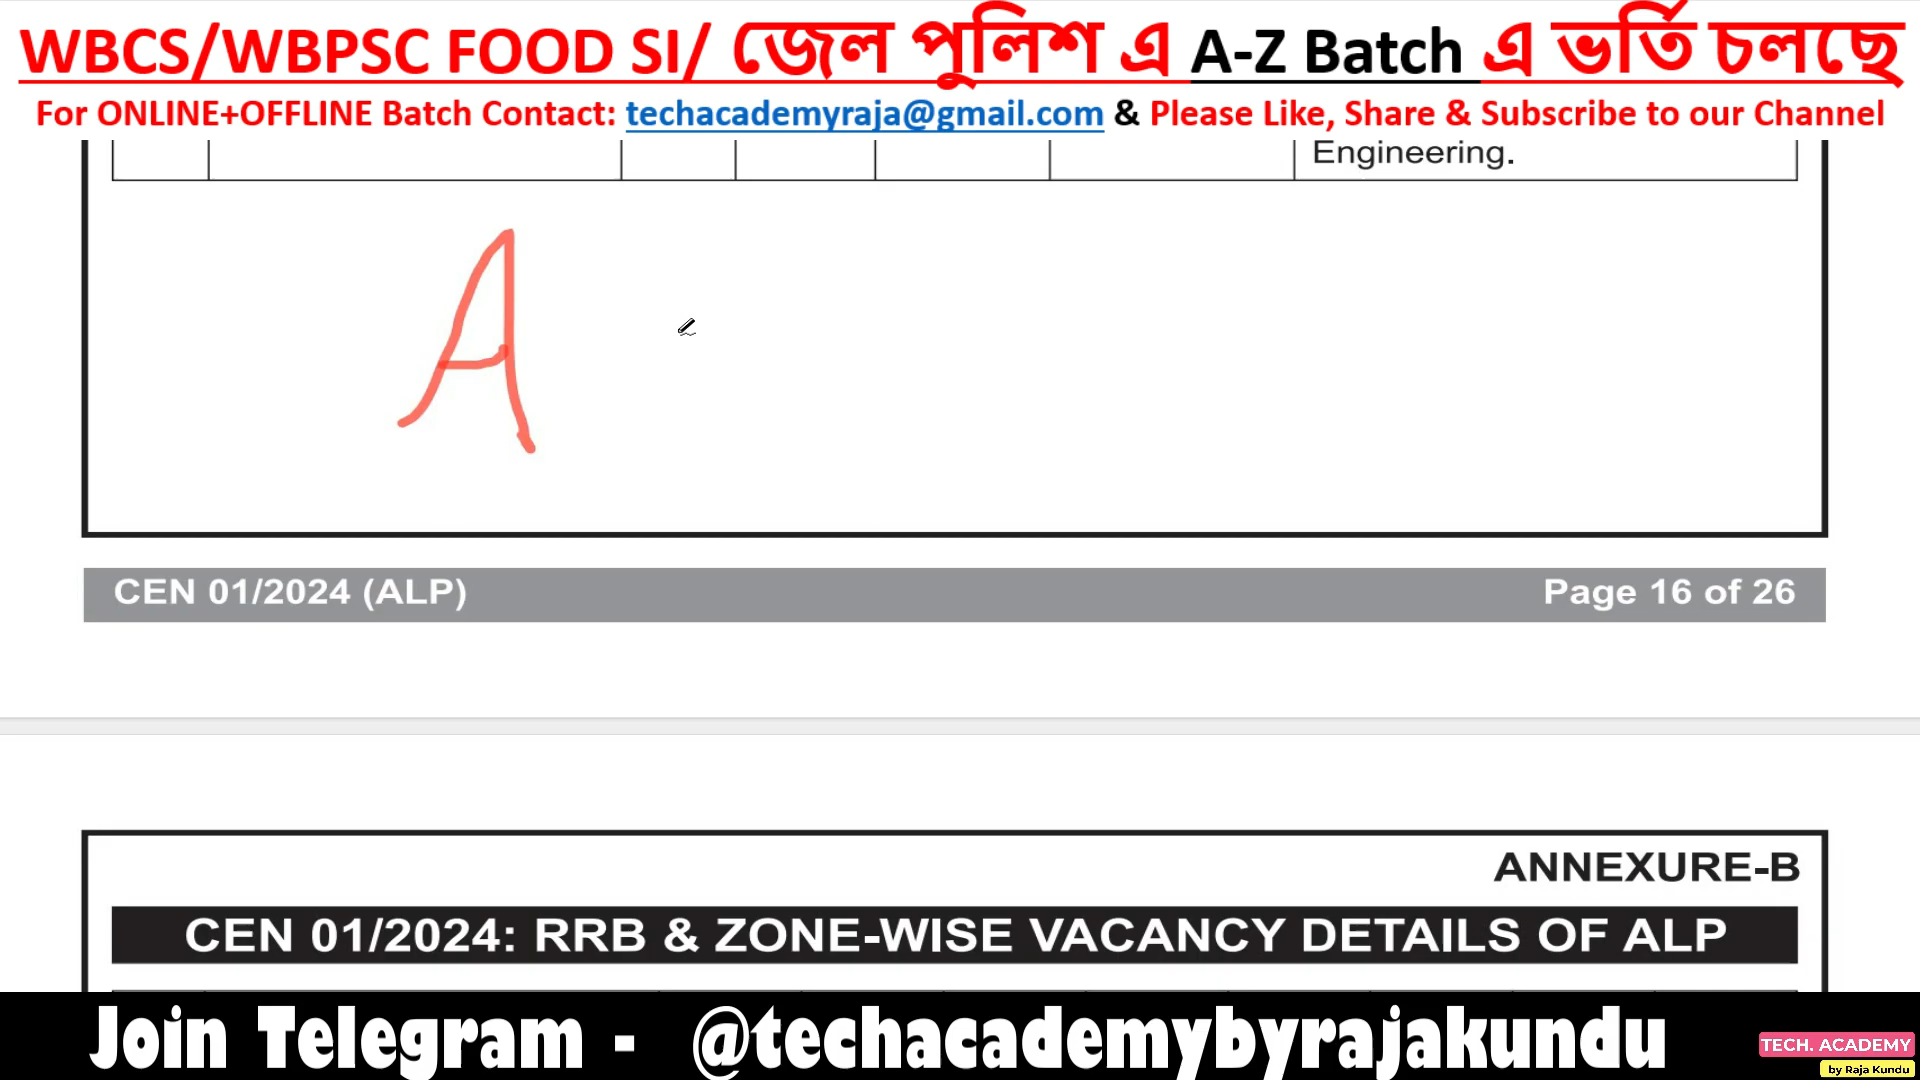 WBCS/WBPSC FOOD SI/ জেল পুলিশ এ A-Z Batch এ ভর্তি চলছে
For ONLINE+OFFLINE Batch Contact: techacademyraja@gmail.com & Please Like, Share & Subscribe to our Channel
Engineering.
A
CEN 01/2024 (ALP) Page 16 of 26
ANNEXURE-B
CEN 01/2024: RRB & ZONE-WISE VACANCY DETAILS OF ALP
Join Telegram - @techacademybyrajakundu
TECH. ACADEMY
by Raja Kundu